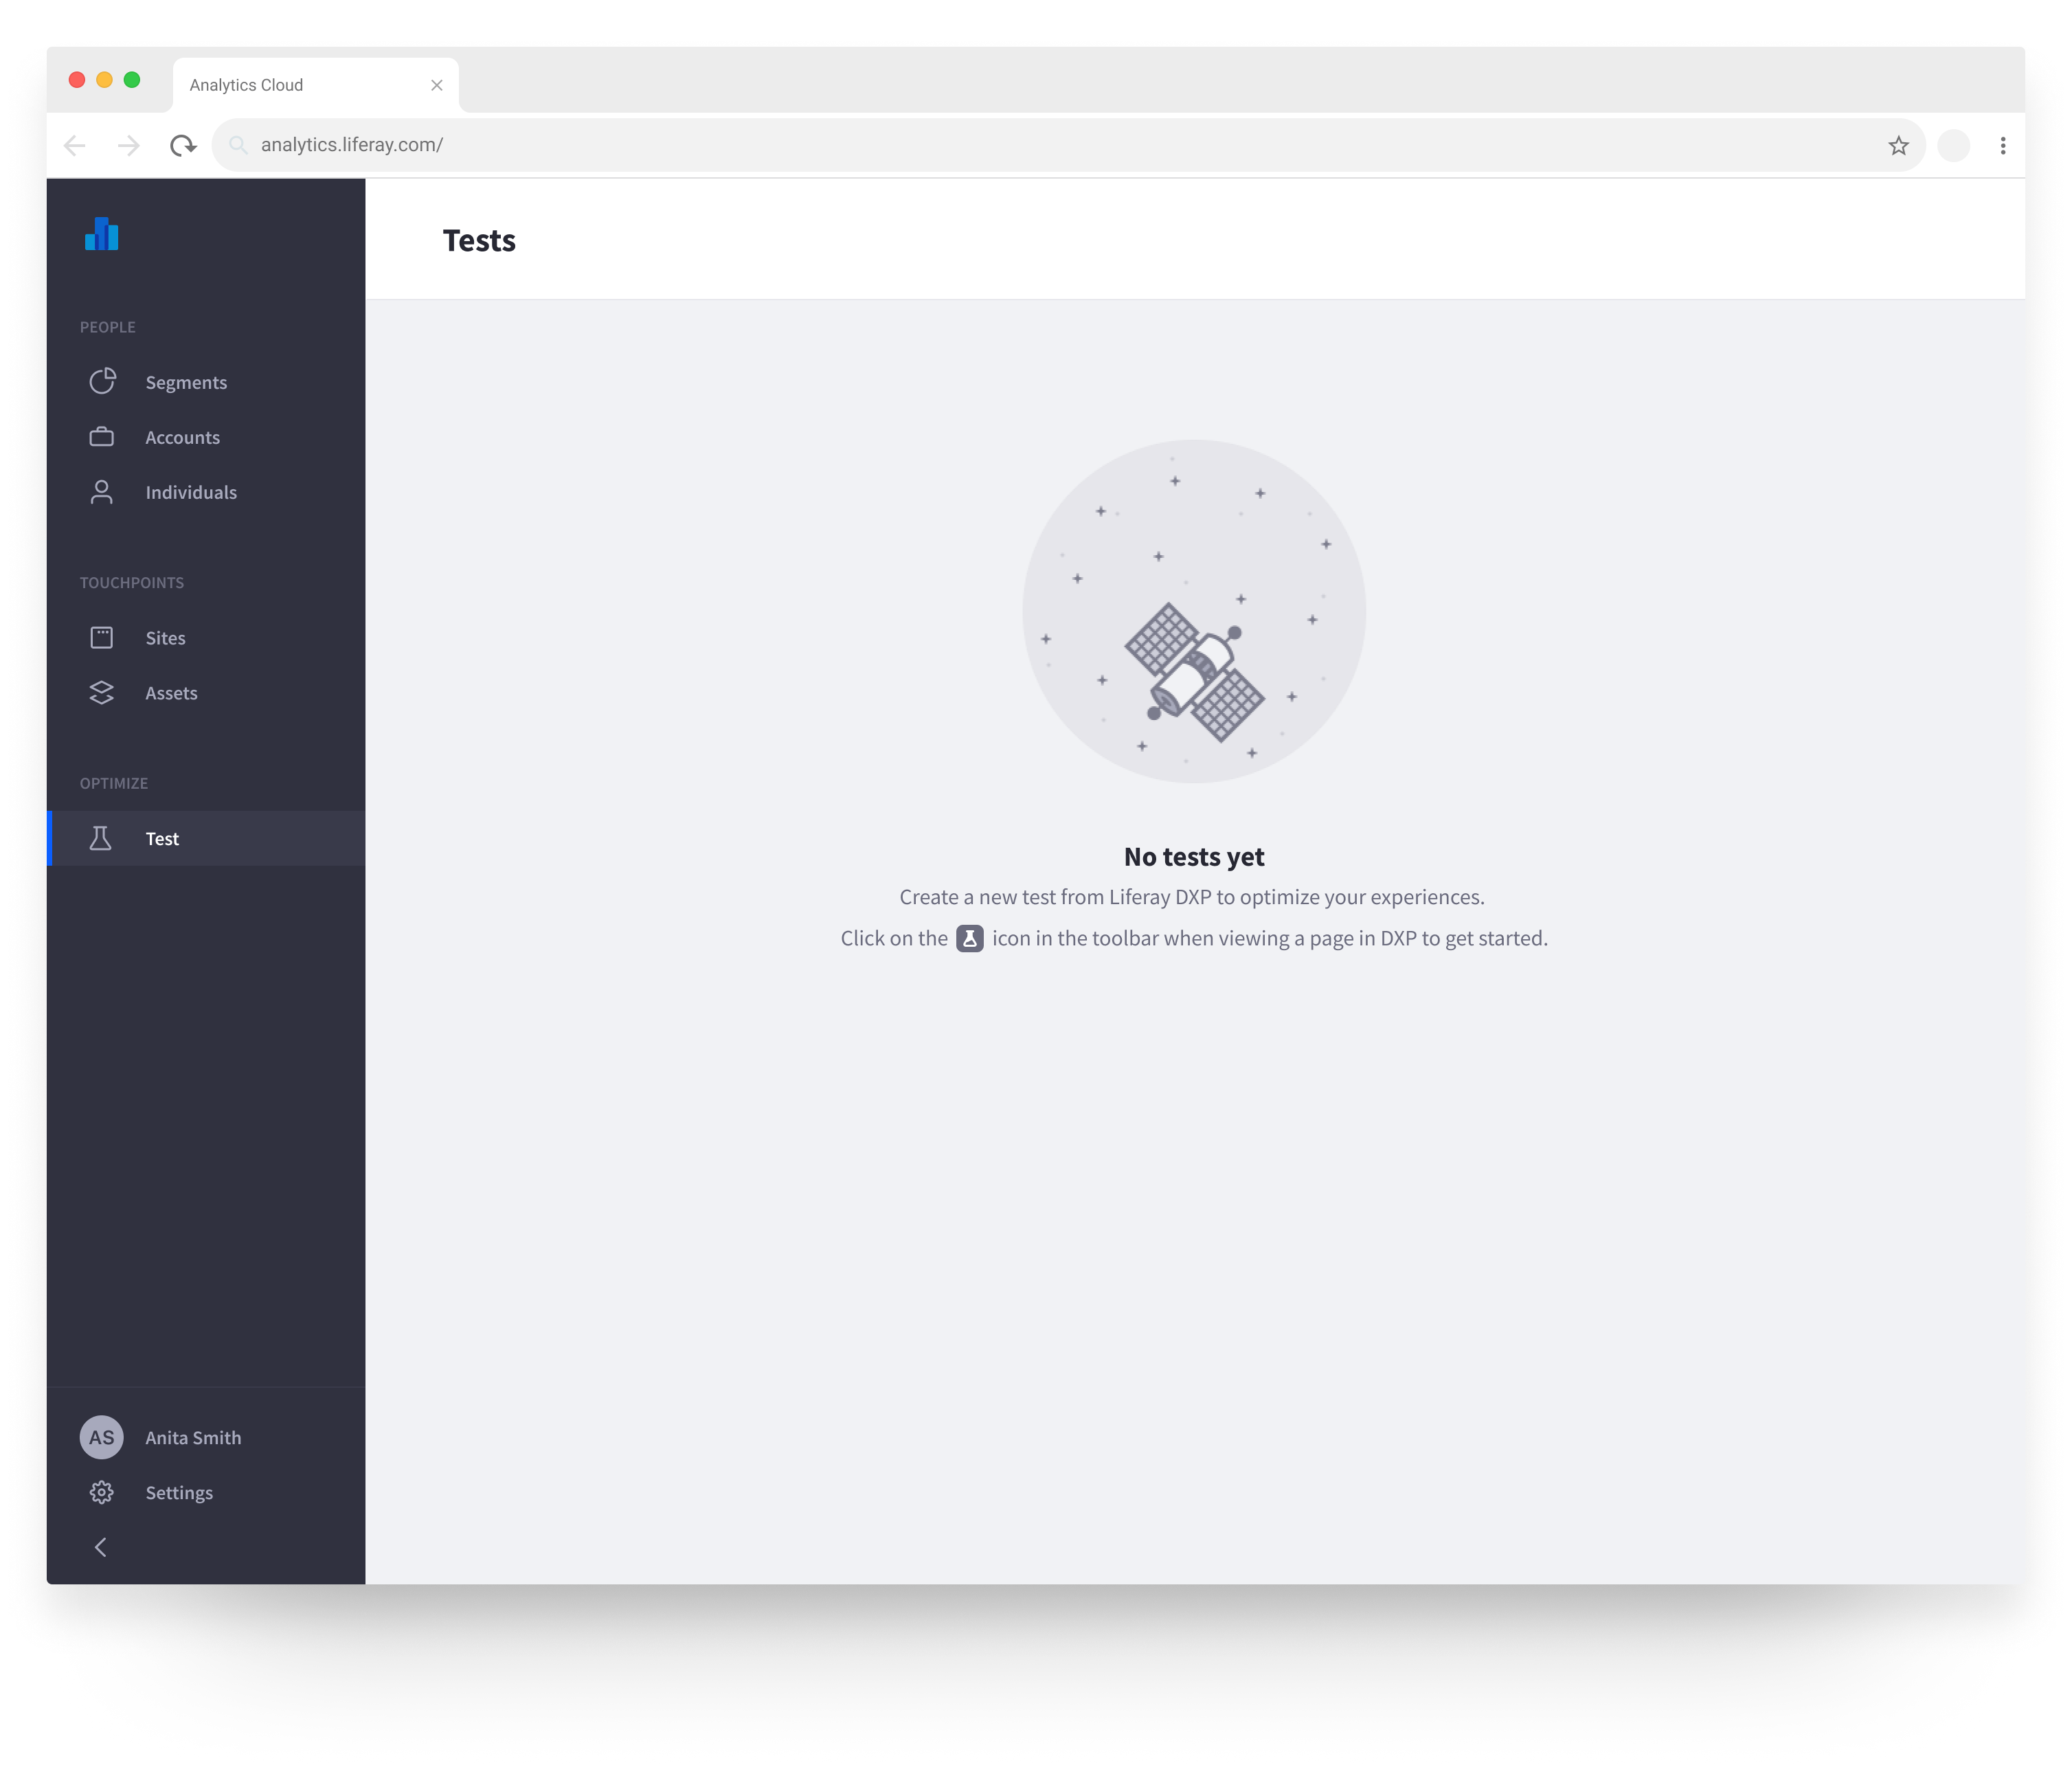 Analytics Cloud
analytics.liferay.com/
Tests
PEOPLE
Segments
Accounts
Individuals
TOUCHPOINTS
Sites
Assets
OPTIMIZE
Test
No tests yet
Create a new test from Liferay DXP to optimize your experiences.
Click on the icon in the toolbar when viewing a page in DXP to get started.
AS Anita Smith
Settings